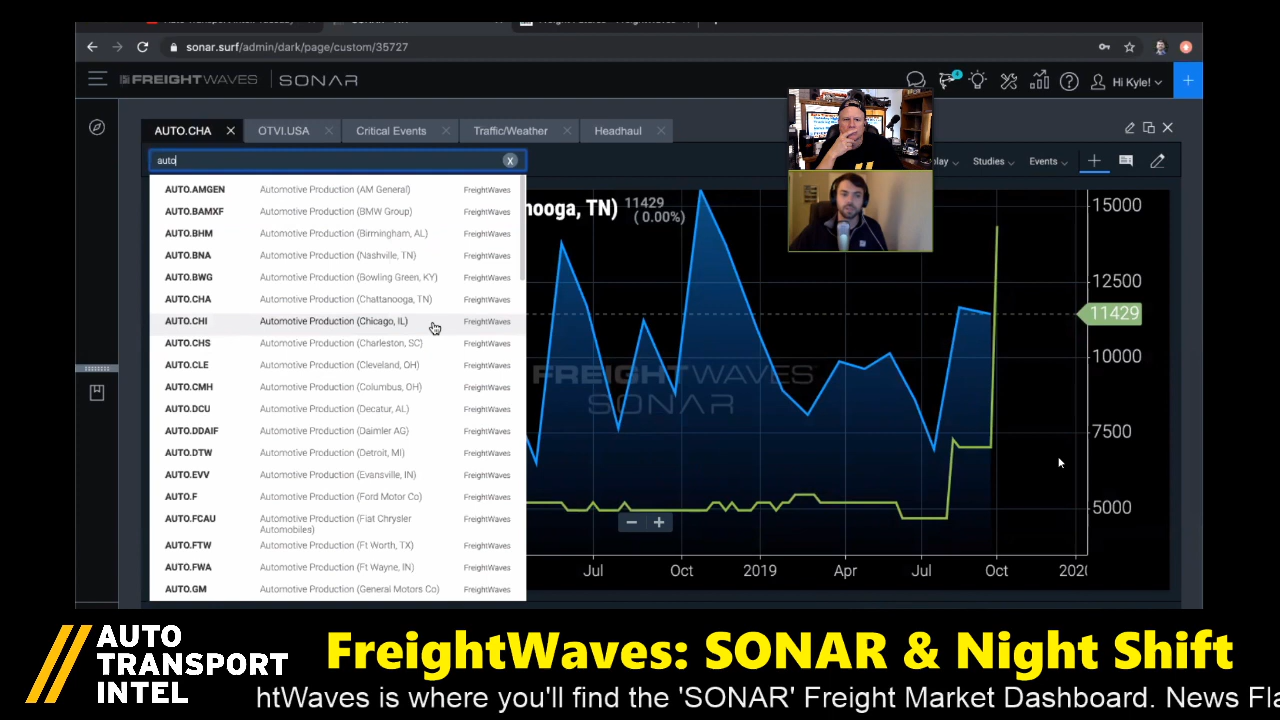 sonar.surf/admin/dark/page/custom/35727
FREIGHTWAVES SONAR
Hi Kyle!
AUTO.CHA OTVI.USA Critical Events Traffic/Weather Headhaul
auto X
Studies Events
AUTO.AMGEN Automotive Production (AM General) FreightWaves
AUTO.BAMXF Automotive Production (BMW Group) FreightWaves
AUTO.BHM Automotive Production (Birmingham, AL) FreightWaves
AUTO.BNA Automotive Production (Nashville, TN) FreightWaves
AUTO.BWG Automotive Production (Bowling Green, KY) FreightWaves
AUTO.CHA Automotive Production (Chattanooga, TN) FreightWaves
AUTO.CHI Automotive Production (Chicago, IL) FreightWaves
AUTO.CHS Automotive Production (Charleston, SC) FreightWaves
AUTO.CLE Automotive Production (Cleveland, OH) FreightWaves
AUTO.CMH Automotive Production (Columbus, OH) FreightWaves
AUTO.DCU Automotive Production (Decatur, AL) FreightWaves
AUTO.DDAIF Automotive Production (Daimler AG) FreightWaves
AUTO.DTW Automotive Production (Detroit, MI) FreightWaves
AUTO.EVV Automotive Production (Evansville, IN) FreightWaves
AUTO.F Automotive Production (Ford Motor Co) FreightWaves
AUTO.FCAU Automotive Production (Fiat Chrysler FreightWaves
Automobiles)
AUTO.FTW Automotive Production (Ft Worth, TX) FreightWaves
AUTO.FWA Automotive Production (Ft Wayne, IN) FreightWaves
AUTO.GM Automotive Production (General Motors Co) FreightWaves
nooga, TN) 11429
( 0.00%)
15000
12500
11429
10000
7500
5000
FREIGHTWAVES
SONAR
Jul Oct 2019 Apr Jul Oct 202
AUTO
TRANSPORT
INTEL
FreightWaves: SONAR & Night Shift
htWaves is where you'll find the 'SONAR' Freight Market Dashboard. News Fla